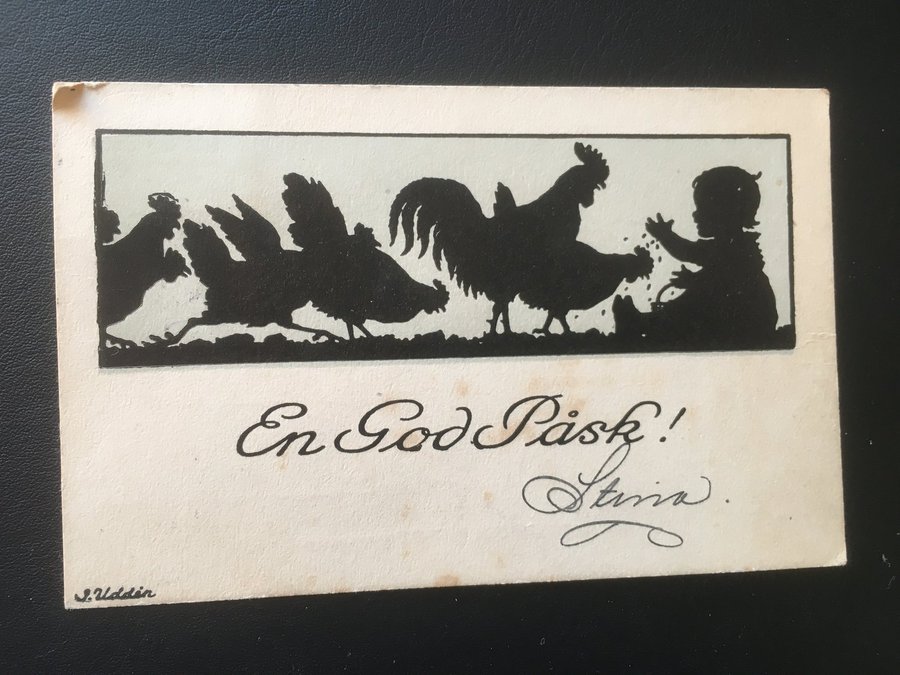 En God Påsk!
Stina.
I. Uddén